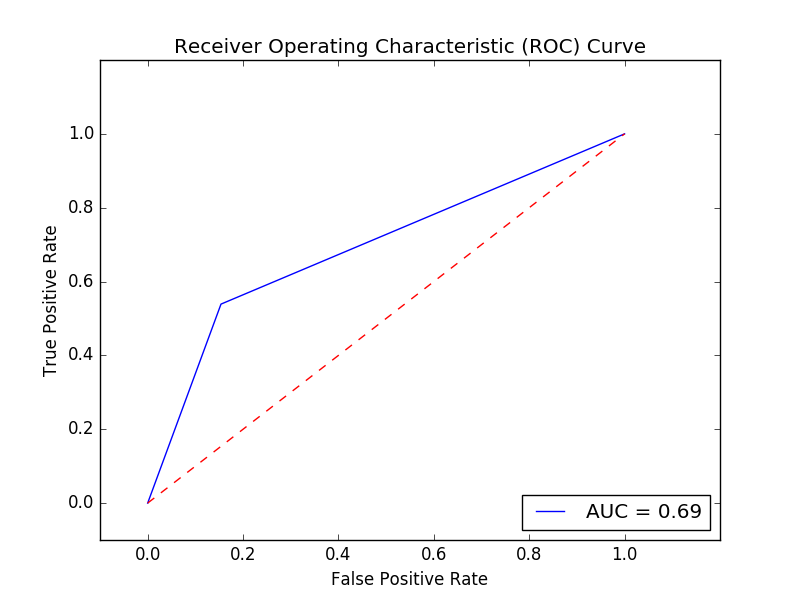 Receiver Operating Characteristic (ROC) Curve
True Positive Rate
1.0
0.8
0.6
0.4
0.2
0.0
AUC = 0.69
0.0 0.2 0.4 0.6 0.8 1.0
False Positive Rate